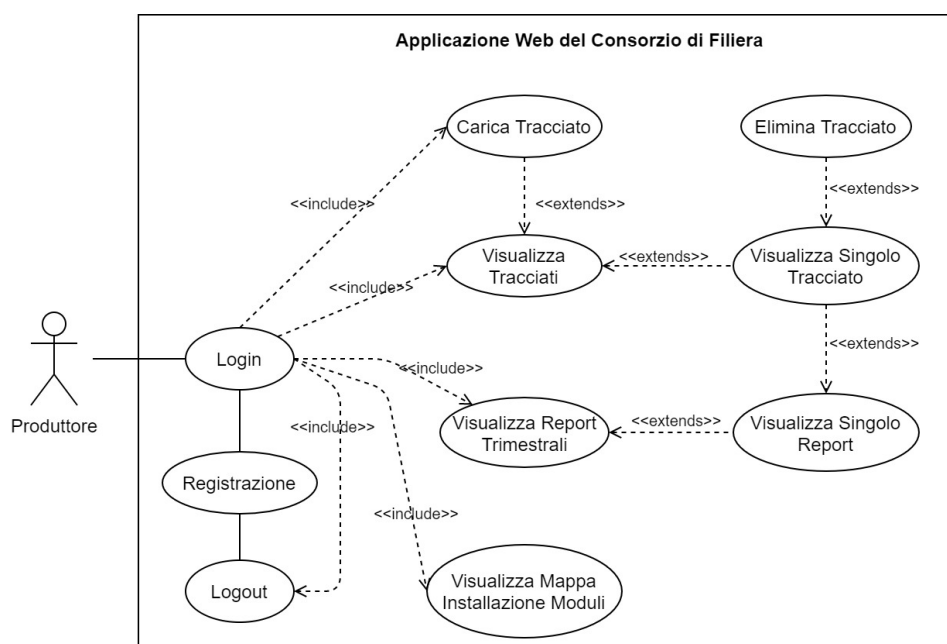 Applicazione Web del Consorzio di Filiera
Carica Tracciato
Elimina Tracciato
<<include>>
<<extends>>
<<extends>>
Visualizza
Tracciati
<<extends>>
Visualizza Singolo
Tracciato
<<include>>
Produttore
Login
<<include>>
<<extends>>
<<include>>
Visualizza Report
Trimestrali
<<extends>>
Visualizza Singolo
Report
Registrazione
<<include>>
Logout
Visualizza Mappa
Installazione Moduli